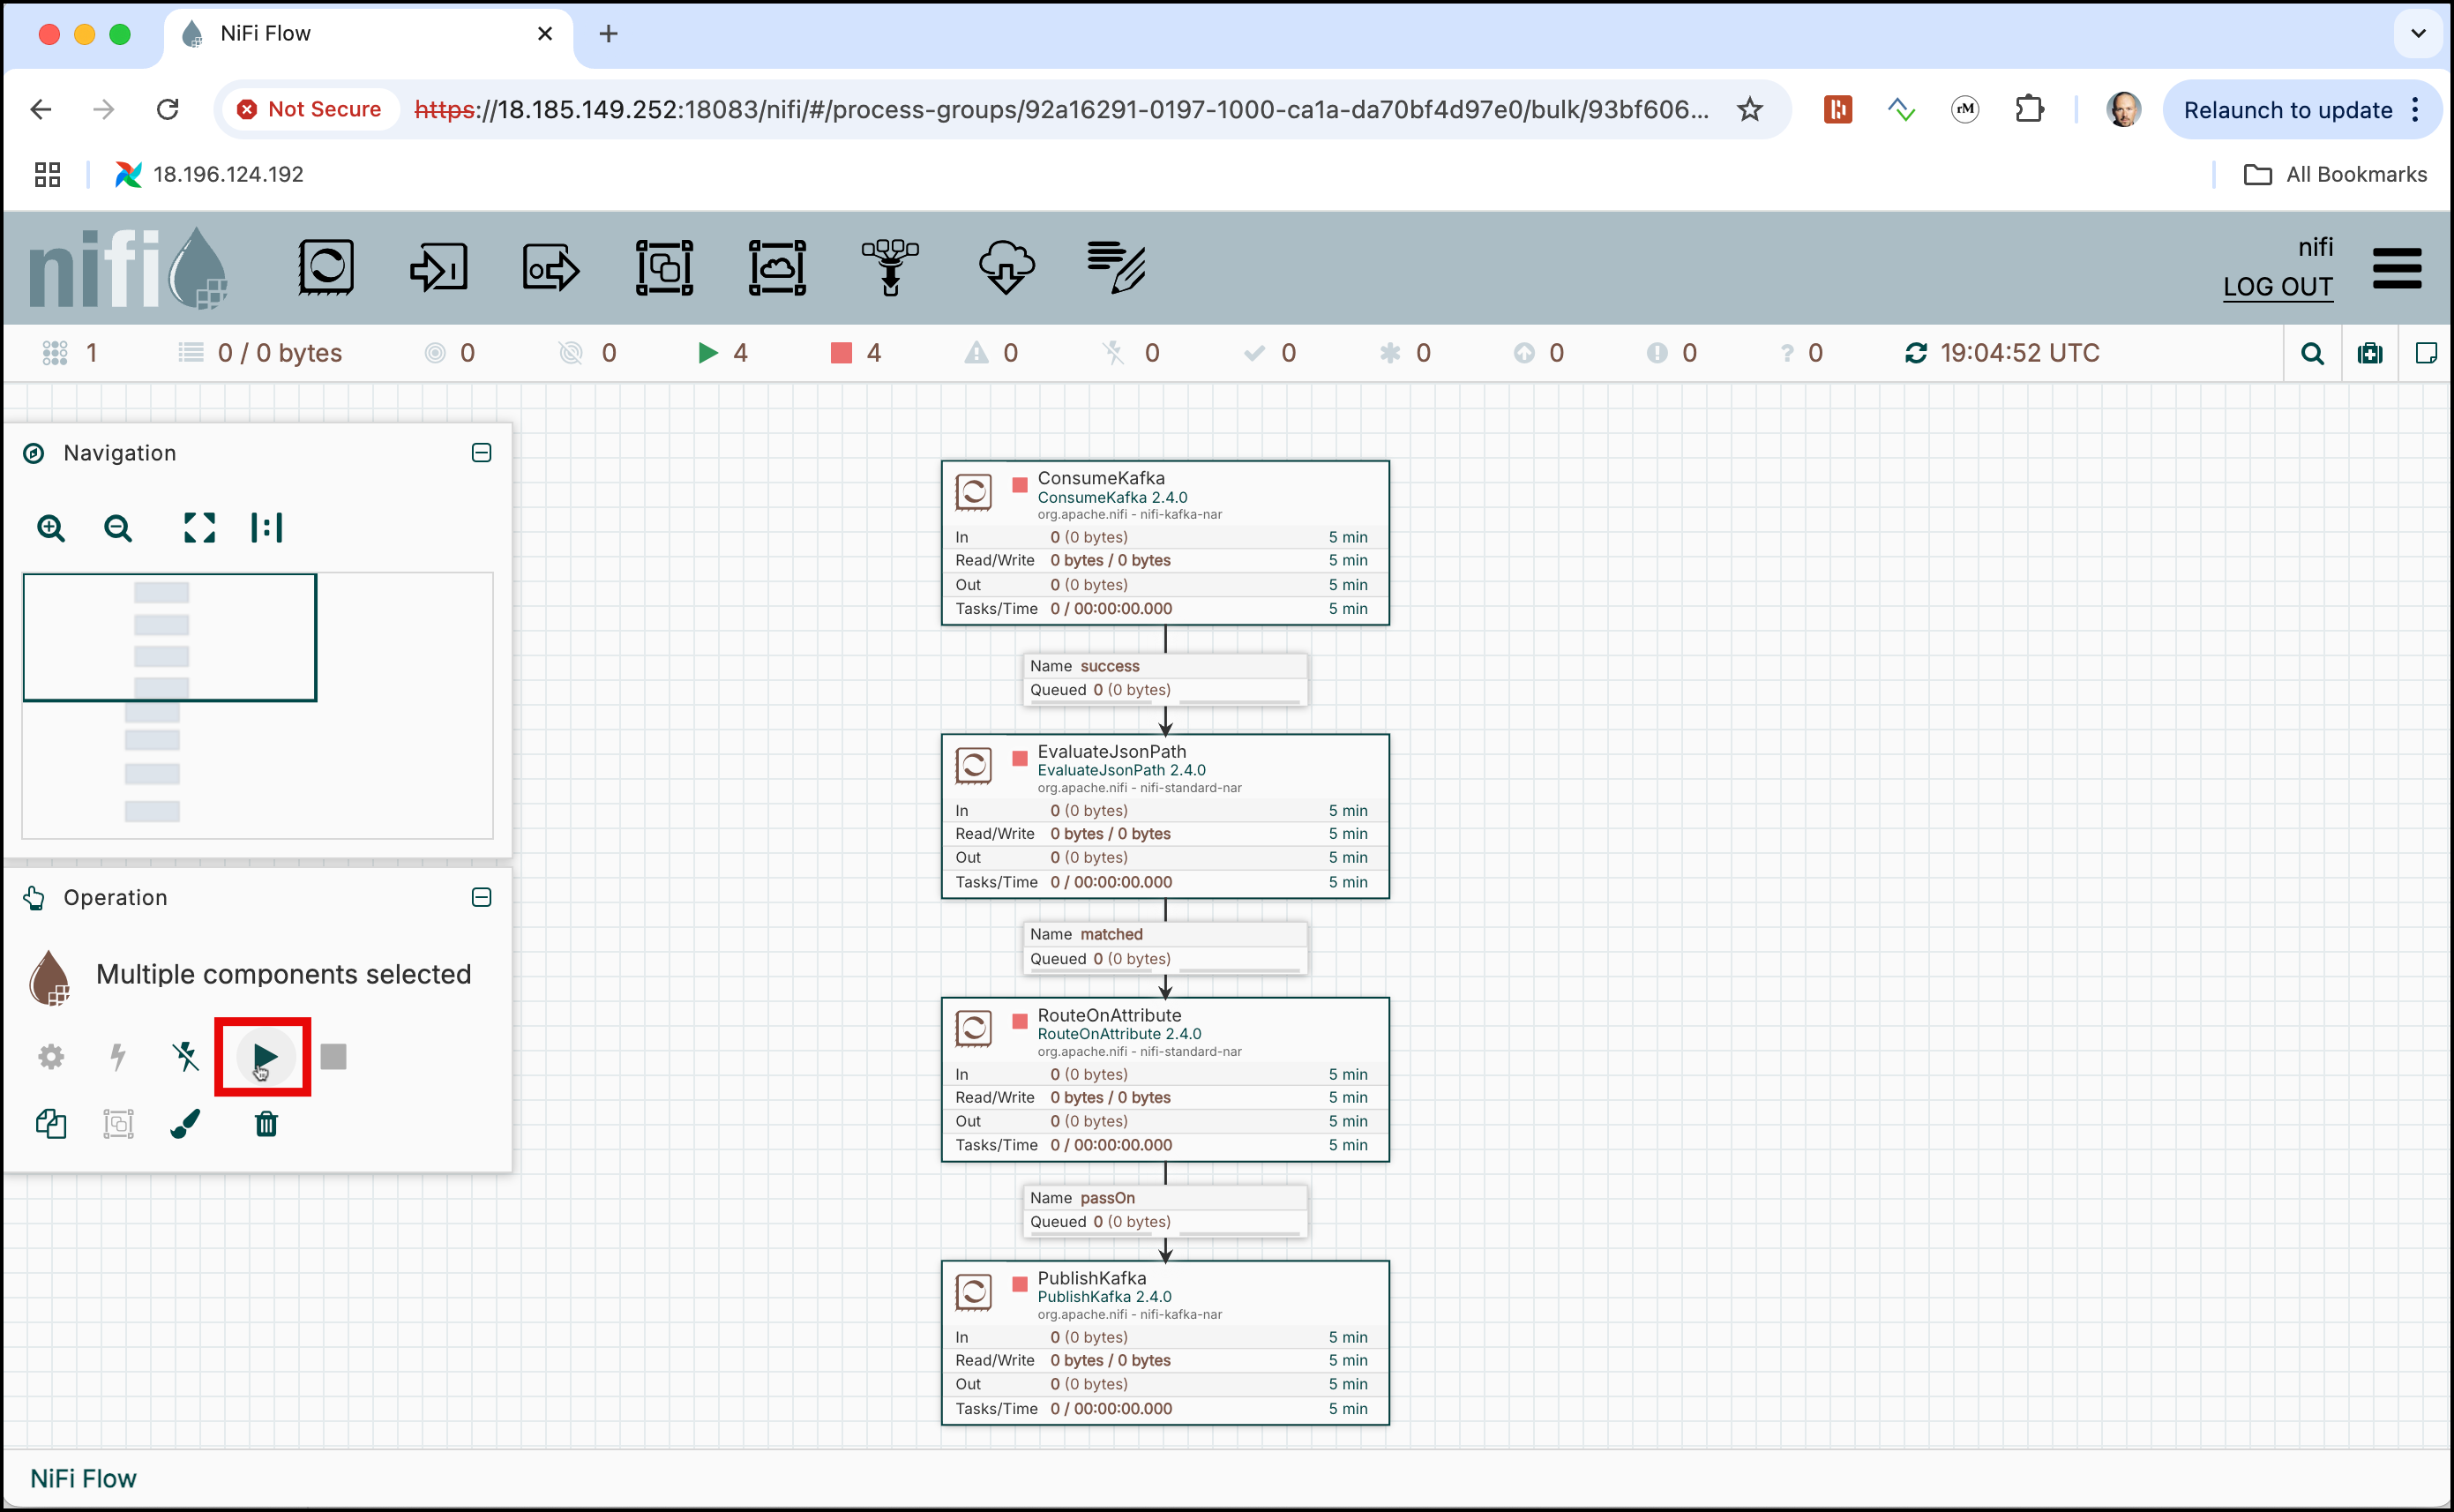 NiFi Flow
Not Secure https://18.185.149.252:18083/nifi/#/process-groups/92a16291-0197-1000-ca1a-da70bf4d97e0/bulk/93bf606... rM Relaunch to update
18.196.124.192 All Bookmarks
nifi nifi
LOG OUT
1 0 / 0 bytes 0 0 4 4 0 0 0 0 0 0 ? 0 19:04:52 UTC
Navigation
Operation
Multiple components selected
ConsumeKafka
ConsumeKafka 2.4.0
org.apache.nifi - nifi-kafka-nar
In 0 (0 bytes) 5 min
Read/Write 0 bytes / 0 bytes 5 min
Out 0 (0 bytes) 5 min
Tasks/Time 0 / 00:00:00.000 5 min
Name success
Queued 0 (0 bytes)
EvaluateJsonPath
EvaluateJsonPath 2.4.0
org.apache.nifi - nifi-standard-nar
In 0 (0 bytes) 5 min
Read/Write 0 bytes / 0 bytes 5 min
Out 0 (0 bytes) 5 min
Tasks/Time 0 / 00:00:00.000 5 min
Name matched
Queued 0 (0 bytes)
RouteOnAttribute
RouteOnAttribute 2.4.0
org.apache.nifi - nifi-standard-nar
In 0 (0 bytes) 5 min
Read/Write 0 bytes / 0 bytes 5 min
Out 0 (0 bytes) 5 min
Tasks/Time 0 / 00:00:00.000 5 min
Name passOn
Queued 0 (0 bytes)
PublishKafka
PublishKafka 2.4.0
org.apache.nifi - nifi-kafka-nar
In 0 (0 bytes) 5 min
Read/Write 0 bytes / 0 bytes 5 min
Out 0 (0 bytes) 5 min
Tasks/Time 0 / 00:00:00.000 5 min
NiFi Flow